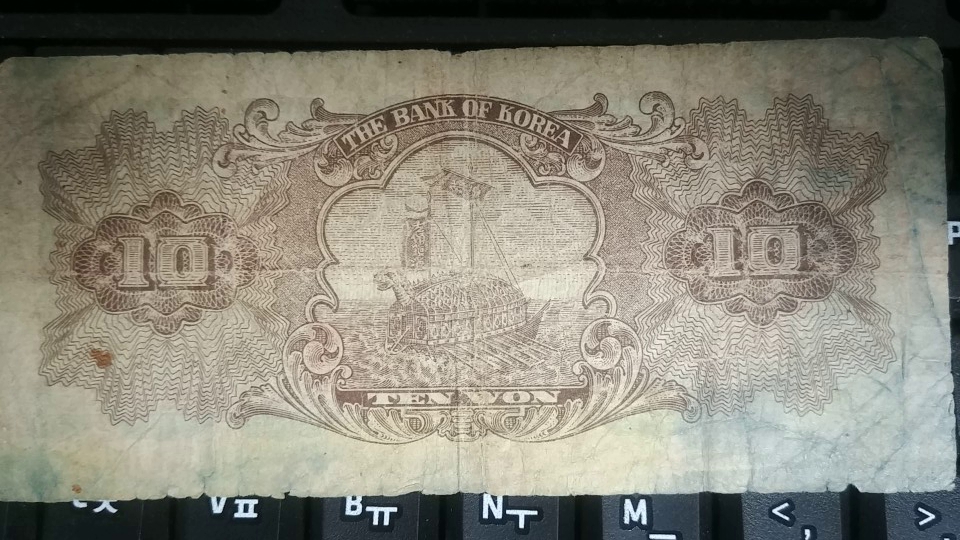 THE BANK OF KOREA
10 10
TEN WON
P
V ㅍ B ㅠ N ㅜ M ㅡ < , >